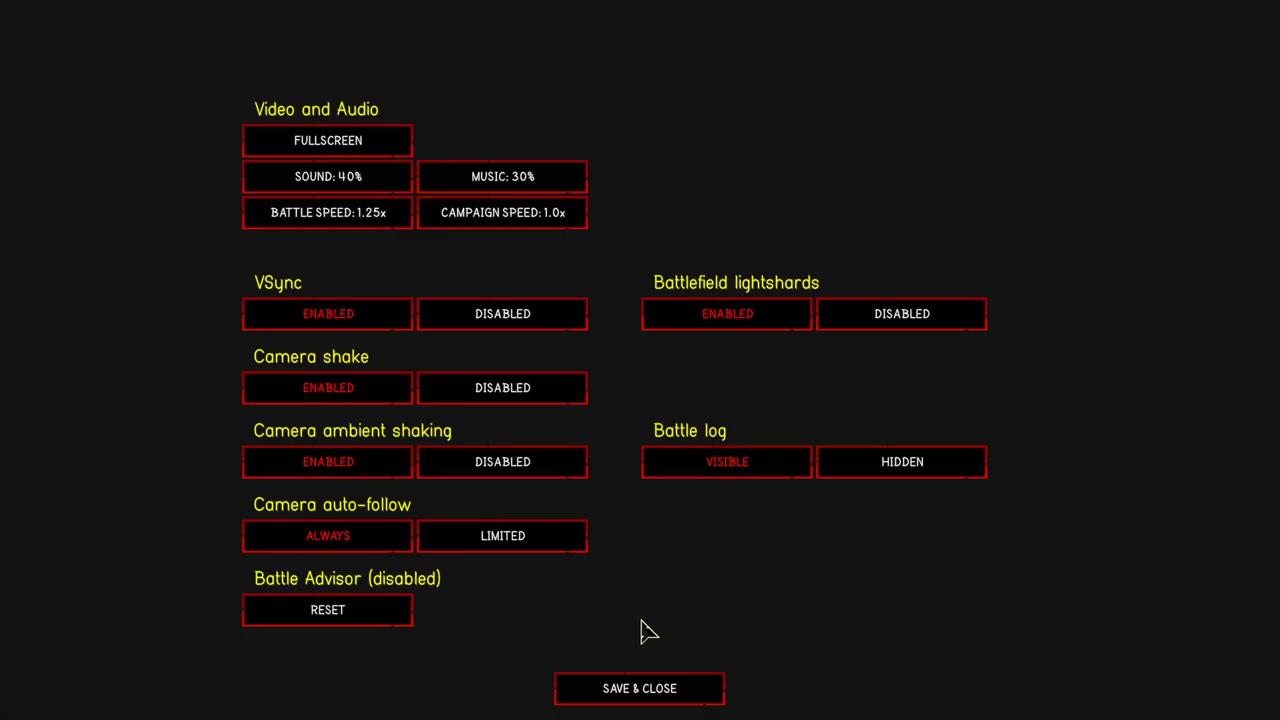 Video and Audio
FULLSCREEN
SOUND: 40% MUSIC: 30%
BATTLE SPEED: 1.25x CAMPAIGN SPEED: 1.0x
VSync Battlefield lightshards
ENABLED DISABLED ENABLED DISABLED
Camera shake
ENABLED DISABLED
Camera ambient shaking Battle log
ENABLED DISABLED VISIBLE HIDDEN
Camera auto-follow
ALWAYS LIMITED
Battle Advisor (disabled)
RESET
SAVE & CLOSE